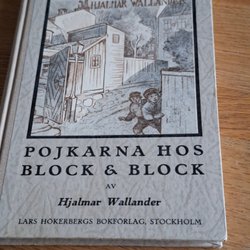 HJALMAR WALLANDER
POJKARNA HOS
BLOCK & BLOCK
AV
Hjalmar Wallander
LARS HÖKERBERGS BOKFÖRLAG, STOCKHOLM